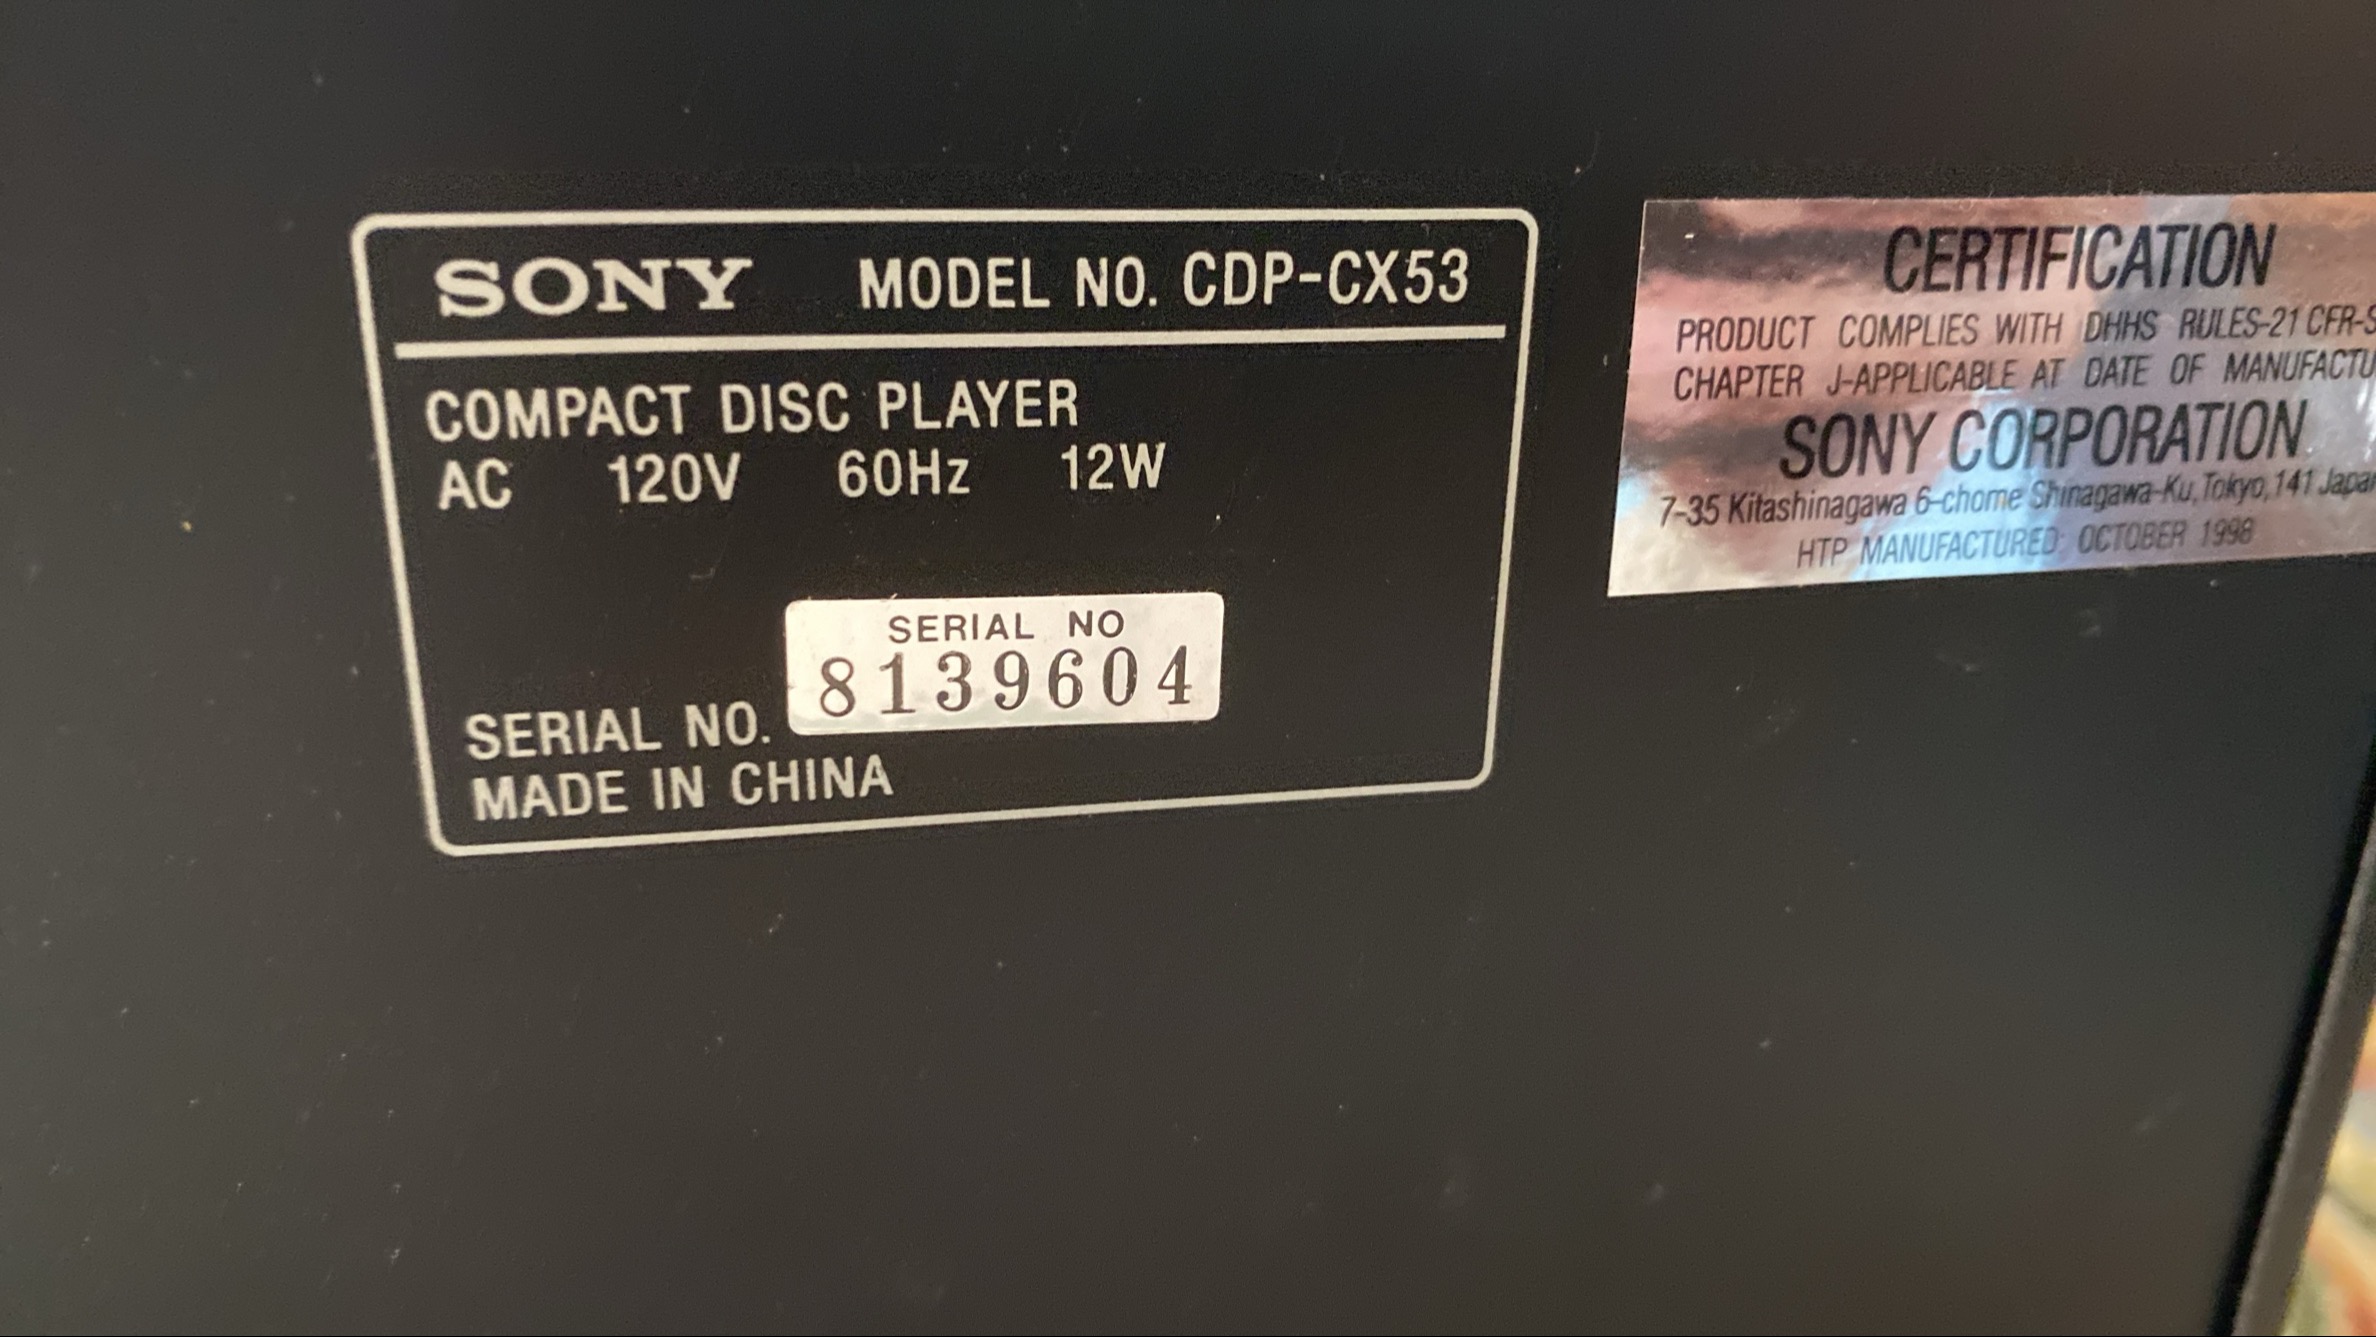 SONY MODEL NO. CDP-CX53
COMPACT DISC PLAYER
AC 120V 60Hz 12W
SERIAL NO
8139604
SERIAL NO.
MADE IN CHINA
CERTIFICATION
PRODUCT COMPLIES WITH DHHS RULES-21 CFR-S
CHAPTER J-APPLICABLE AT DATE OF MANUFACTU
SONY CORPORATION
7-35 Kitashinagawa 6-chome Shinagawa-Ku, Tokyo, 141 Japan
HTP MANUFACTURED: OCTOBER 1998